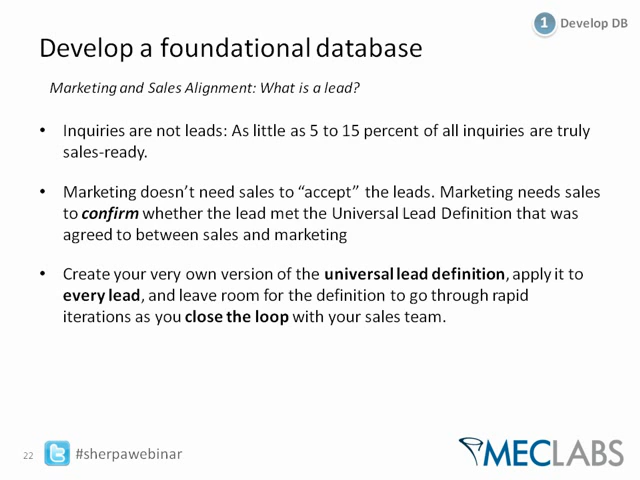 1 Develop DB
Develop a foundational database
Marketing and Sales Alignment: What is a lead?
• Inquiries are not leads: As little as 5 to 15 percent of all inquiries are truly
sales-ready.
• Marketing doesn’t need sales to “accept” the leads. Marketing needs sales
to confirm whether the lead met the Universal Lead Definition that was
agreed to between sales and marketing
• Create your very own version of the universal lead definition, apply it to
every lead, and leave room for the definition to go through rapid
iterations as you close the loop with your sales team.
22 #sherpawebinar
MECLABS